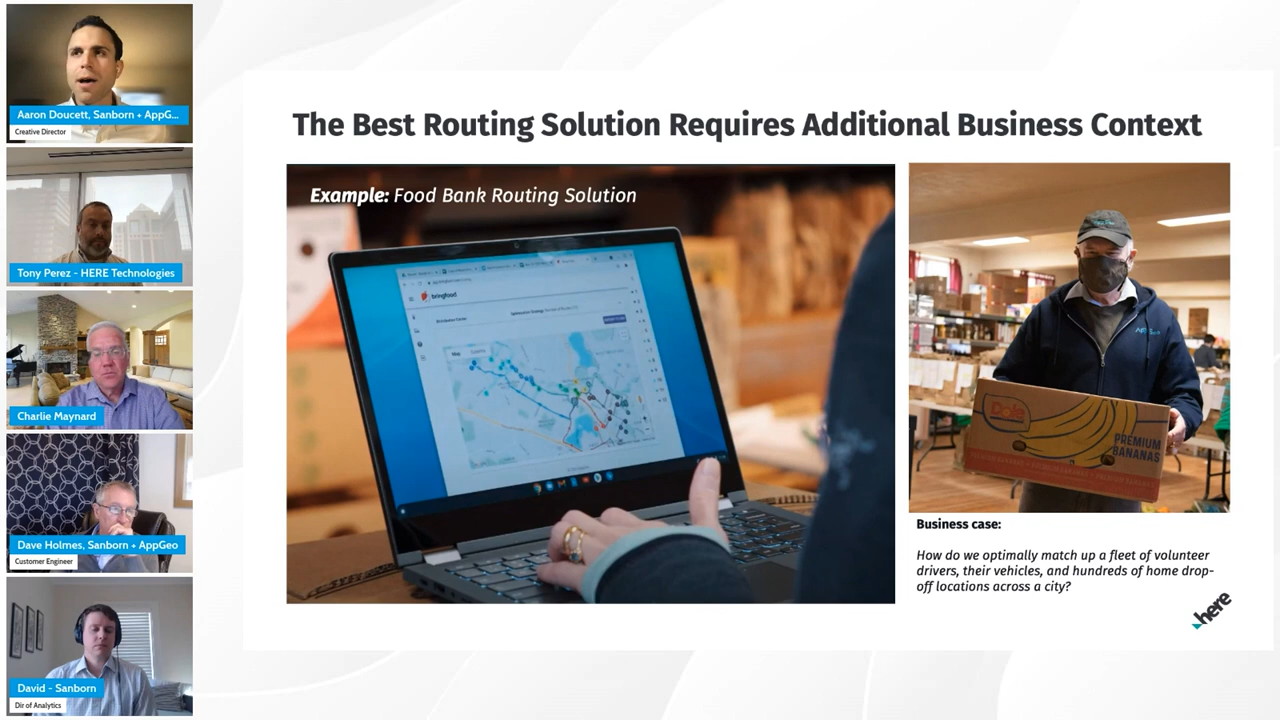 Aaron Doucett, Sanborn + AppG...
Creative Director
Tony Perez - HERE Technologies
Charlie Maynard
Dave Holmes, Sanborn + AppGeo
Customer Engineer
David - Sanborn
Dir of Analytics
The Best Routing Solution Requires Additional Business Context
Example: Food Bank Routing Solution
bringfood
Distribution Center
Map
Dole
PREMIUM
BANANAS
Business case:
How do we optimally match up a fleet of volunteer
drivers, their vehicles, and hundreds of home drop-
off locations across a city?
here